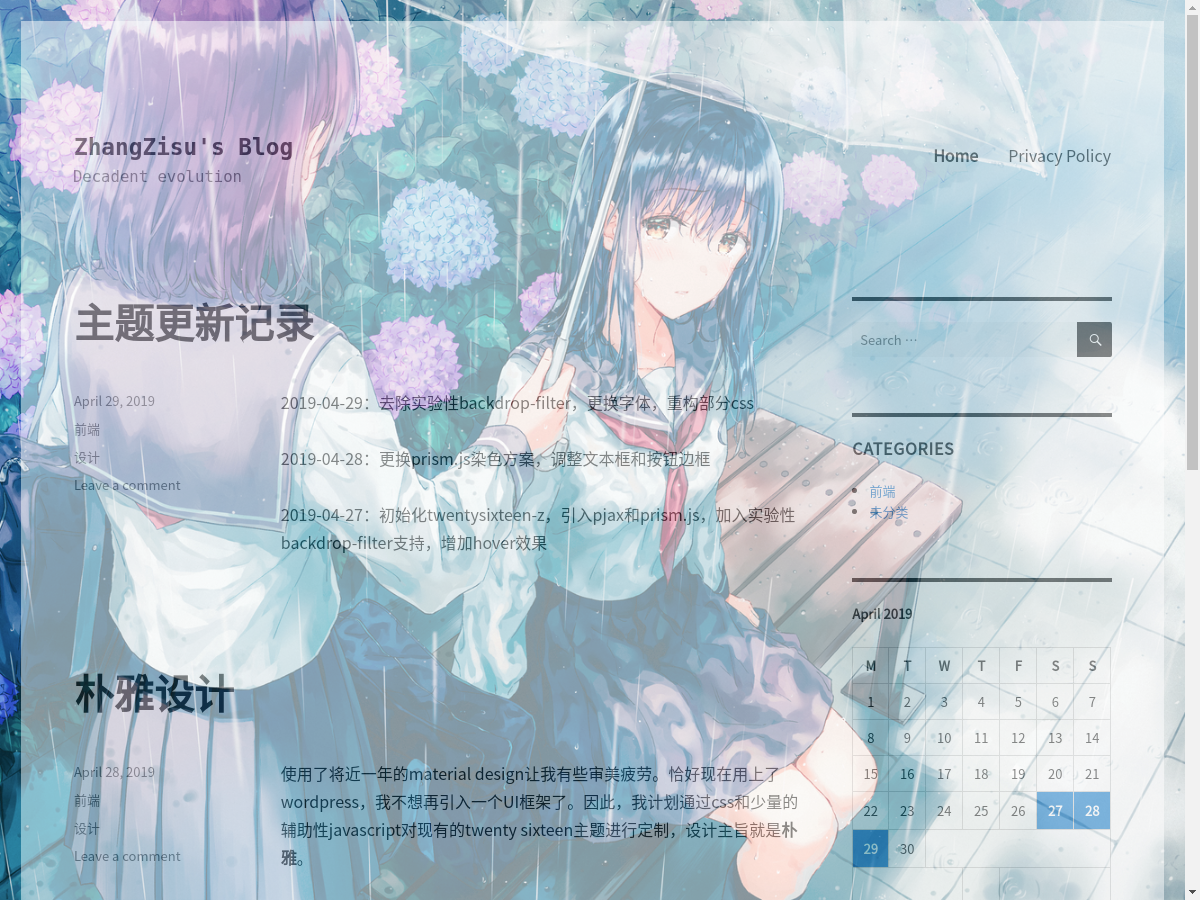 ZhangZisu's Blog
Decadent evolution
Home
Privacy Policy
主题更新记录
April 29, 2019
前端
设计
Leave a comment
2019-04-29：去除实验性backdrop-filter，更换字体，重构部分css
2019-04-28：更换prism.js染色方案，调整文本框和按钮边框
2019-04-27：初始化twentysixteen-z，引入pjax和prism.js，加入实验性
backdrop-filter支持，增加hover效果
朴雅设计
April 28, 2019
前端
设计
Leave a comment
使用了将近一年的material design让我有些审美疲劳。恰好现在用上了
wordpress，我不想再引入一个UI框架了。因此，我计划通过css和少量的
辅助性javascript对现有的twenty sixteen主题进行定制，设计主旨就是朴
雅。
Search …
CATEGORIES
前端
未分类
April 2019
M T W T F S S
1 2 3 4 5 6 7
8 9 10 11 12 13 14
15 16 17 18 19 20 21
22 23 24 25 26 27 28
29 30